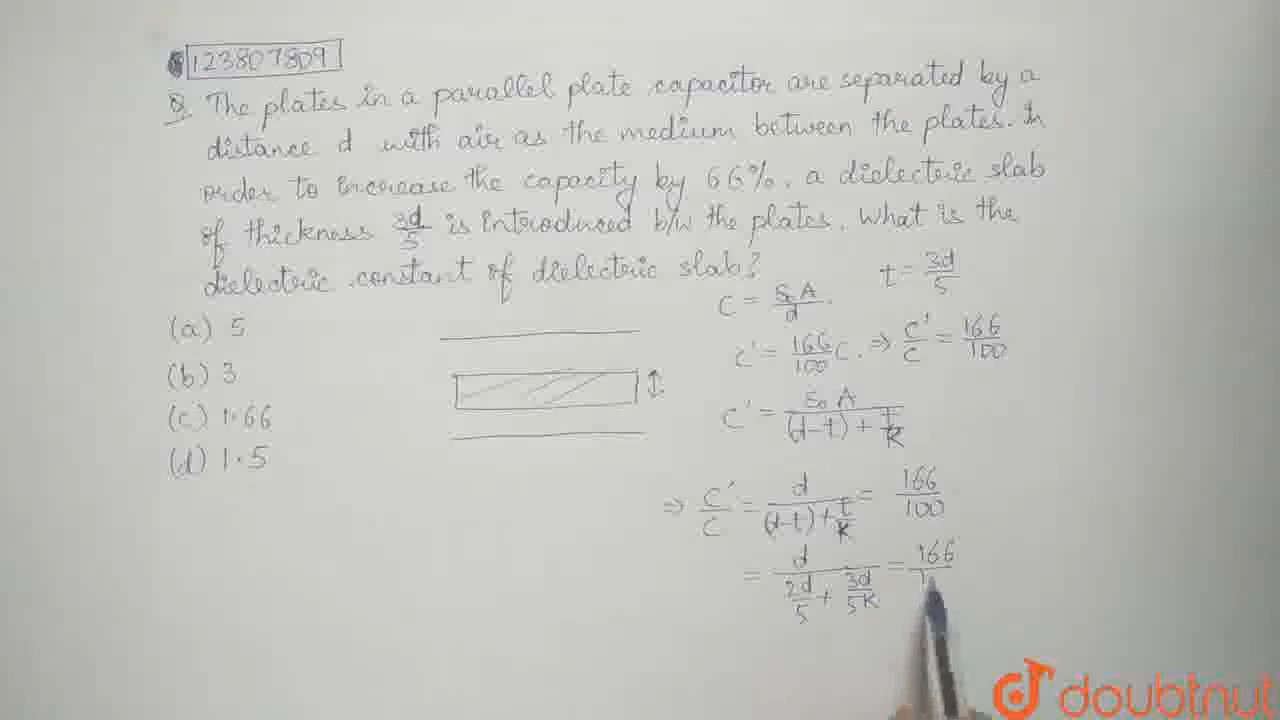 123807809
Q. The plates in a parallel plate capacitor are separated by a
distance d with air as the medium between the plates. In
order to increase the capacity by 66%, a dielectric slab
of thickness 3d/5 is introduced b/w the plates. What is the
dielectric constant of dielectric slab?
(a) 5
(b) 3
(c) 1.66
(d) 1.5
t = 3d/5
C = ε₀A/d.
C' = 166/100 C. ⇒ C'/C = 166/100
C' = ε₀A/((d-t) + t/K)
⇒ C'/C = d/((d-t) + t/K) = 166/100
= d/(2d/5 + 3d/5K) = 166/1
doubtnut